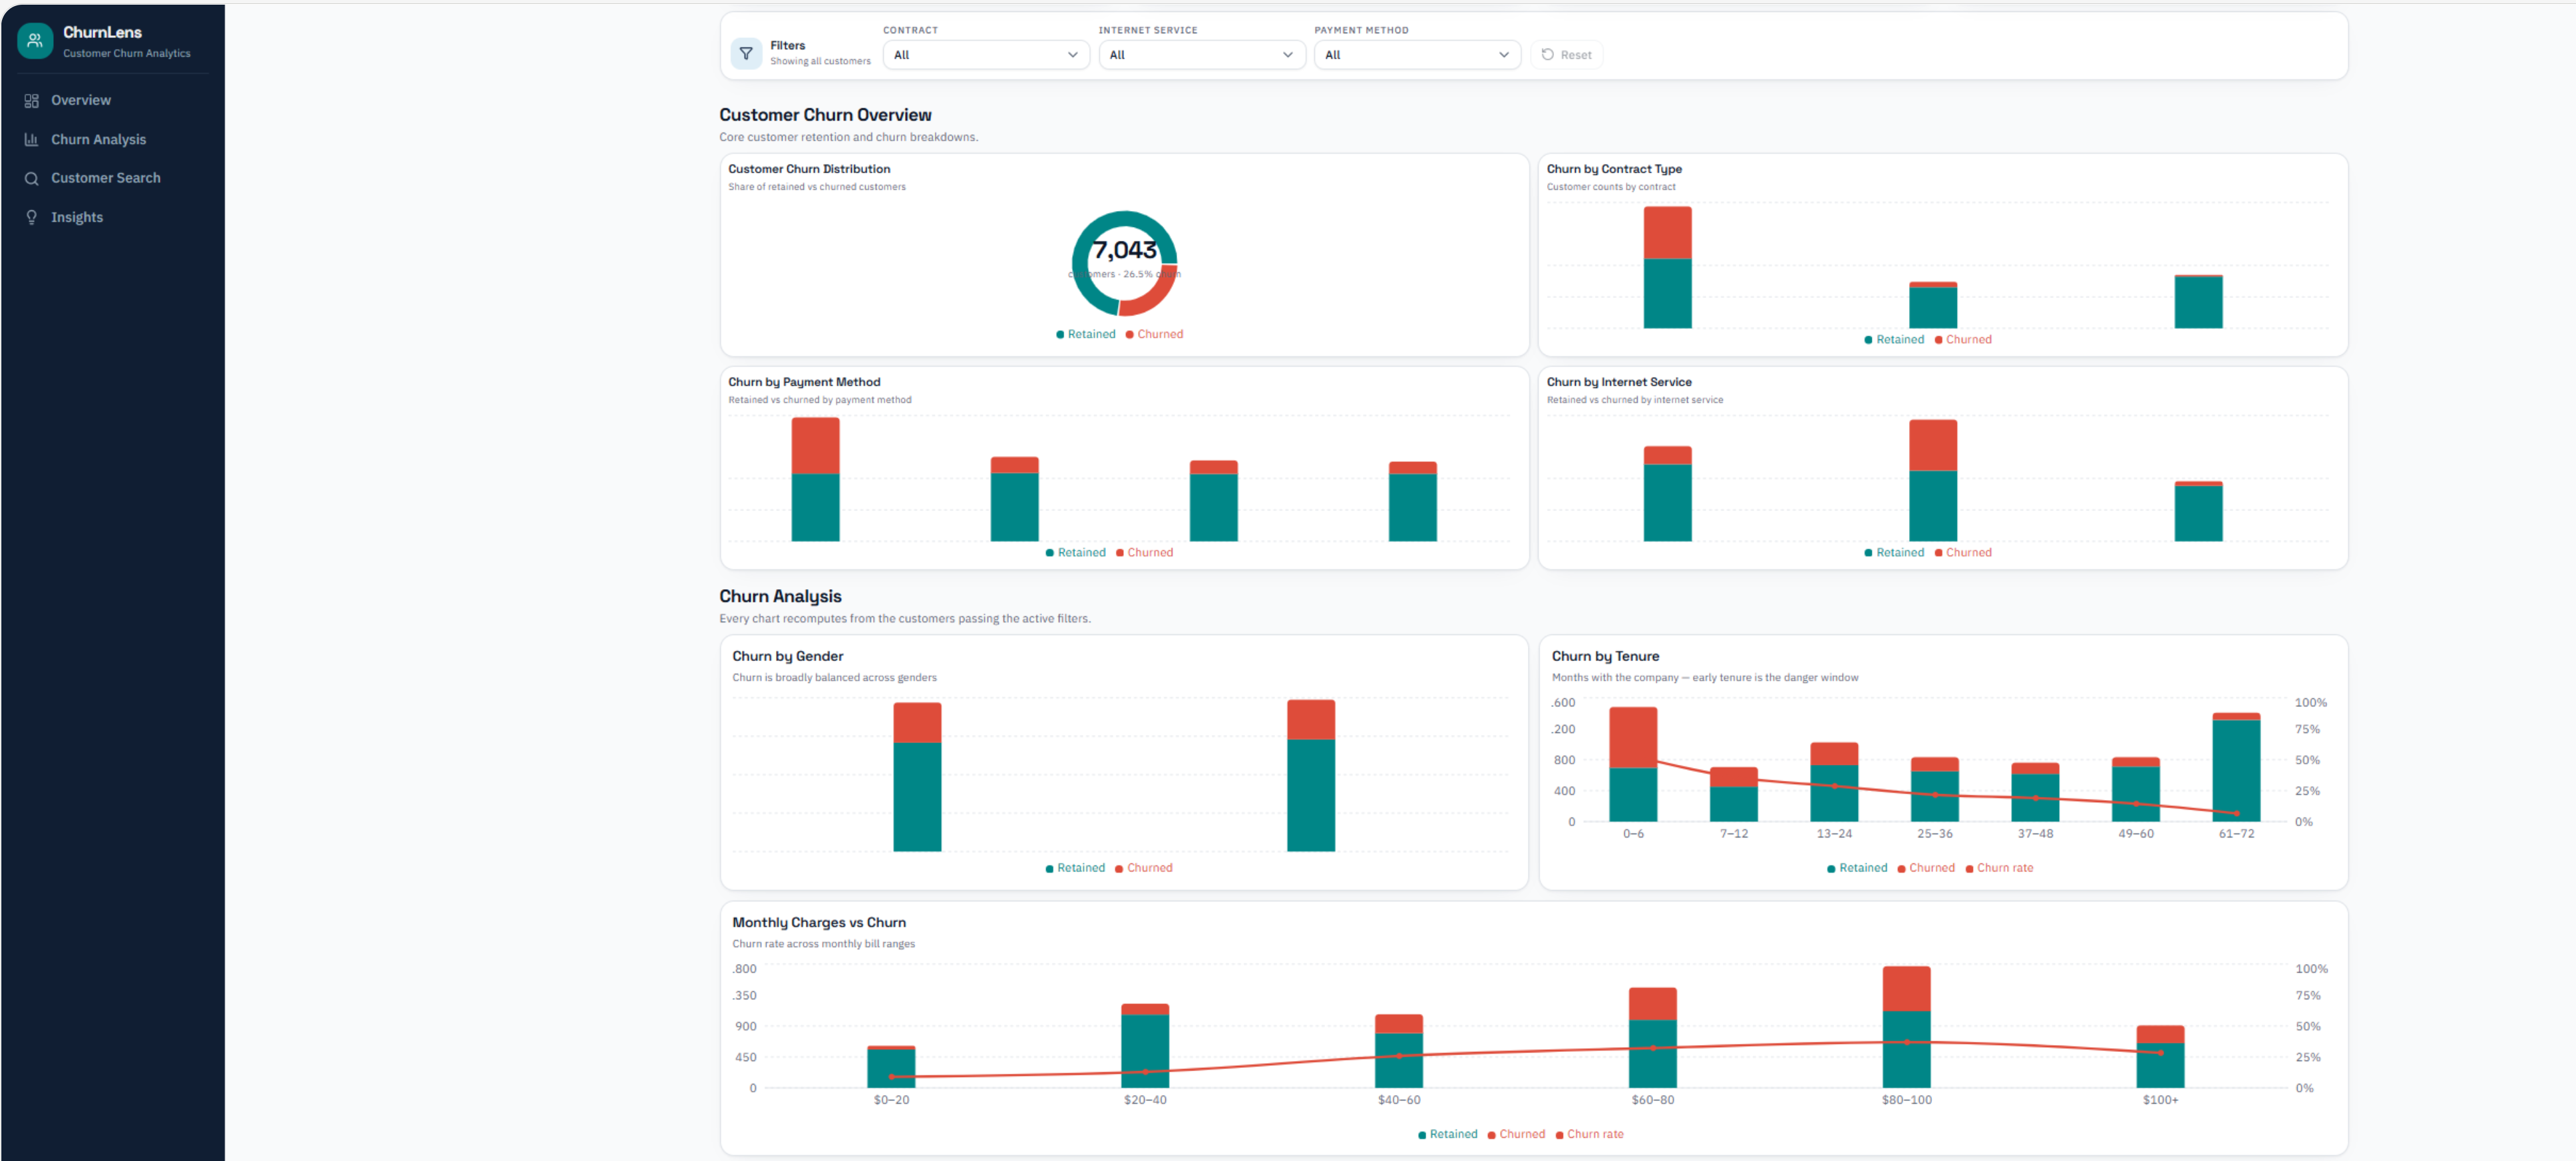 ChurnLens
Customer Churn Analytics
Overview
Churn Analysis
Customer Search
Insights
Filters
Showing all customers
CONTRACT
All
INTERNET SERVICE
All
PAYMENT METHOD
All
Reset
Customer Churn Overview
Core customer retention and churn breakdowns.
Customer Churn Distribution
Share of retained vs churned customers
7,043
26.5%
Retained Churned
Churn by Contract Type
Customer counts by contract
Retained Churned
Churn by Payment Method
Retained vs churned by payment method
Retained Churned
Churn by Internet Service
Retained vs churned by internet service
Retained Churned
Churn Analysis
Every chart recomputes from the customers passing the active filters.
Churn by Gender
Churn is broadly balanced across genders
Retained Churned
Churn by Tenure
Months with the company — early tenure is the danger window
.600 100%
.200 75%
800 50%
400 25%
0 0%
0–6 7–12 13–24 25–36 37–48 49–60 61–72
Retained Churned Churn rate
Monthly Charges vs Churn
Churn rate across monthly bill ranges
.800 100%
.350 75%
900 50%
450 25%
0 0%
$0–20 $20–40 $40–60 $60–80 $80–100 $100+
Retained Churned Churn rate